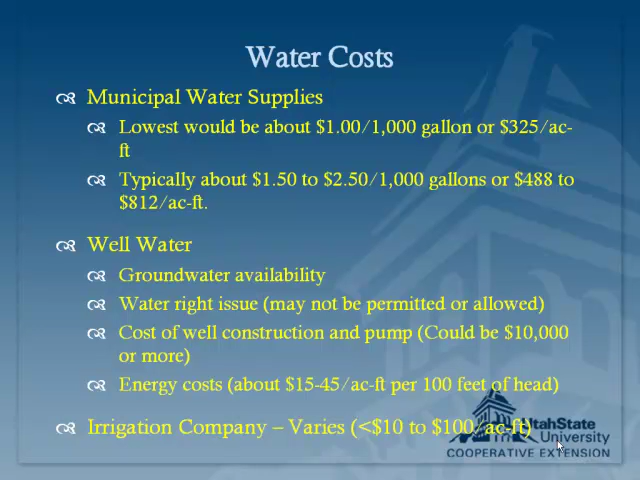 Water Costs
Municipal Water Supplies
Lowest would be about $1.00/1,000 gallon or $325/ac-
ft
Typically about $1.50 to $2.50/1,000 gallons or $488 to
$812/ac-ft.
Well Water
Groundwater availability
Water right issue (may not be permitted or allowed)
Cost of well construction and pump (Could be $10,000
or more)
Energy costs (about $15-45/ac-ft per 100 feet of head)
Irrigation Company – Varies (<$10 to $100/ac-ft)
UtahState
University
COOPERATIVE EXTENSION